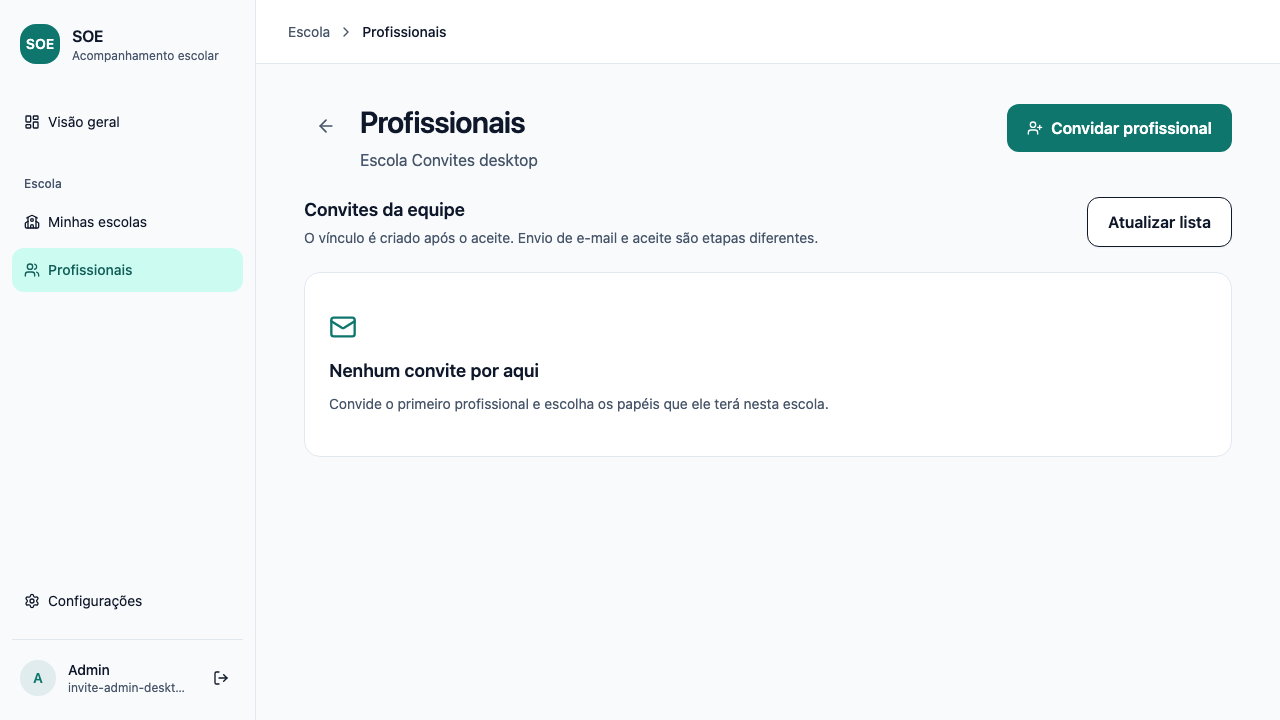 SOE
SOE
Acompanhamento escolar
Visão geral
Escola
Minhas escolas
Profissionais
Configurações
A
Admin
invite-admin-deskt...
Escola
Profissionais
Profissionais
Escola Convites desktop
Convidar profissional
Convites da equipe
O vínculo é criado após o aceite. Envio de e-mail e aceite são etapas diferentes.
Atualizar lista
Nenhum convite por aqui
Convide o primeiro profissional e escolha os papéis que ele terá nesta escola.